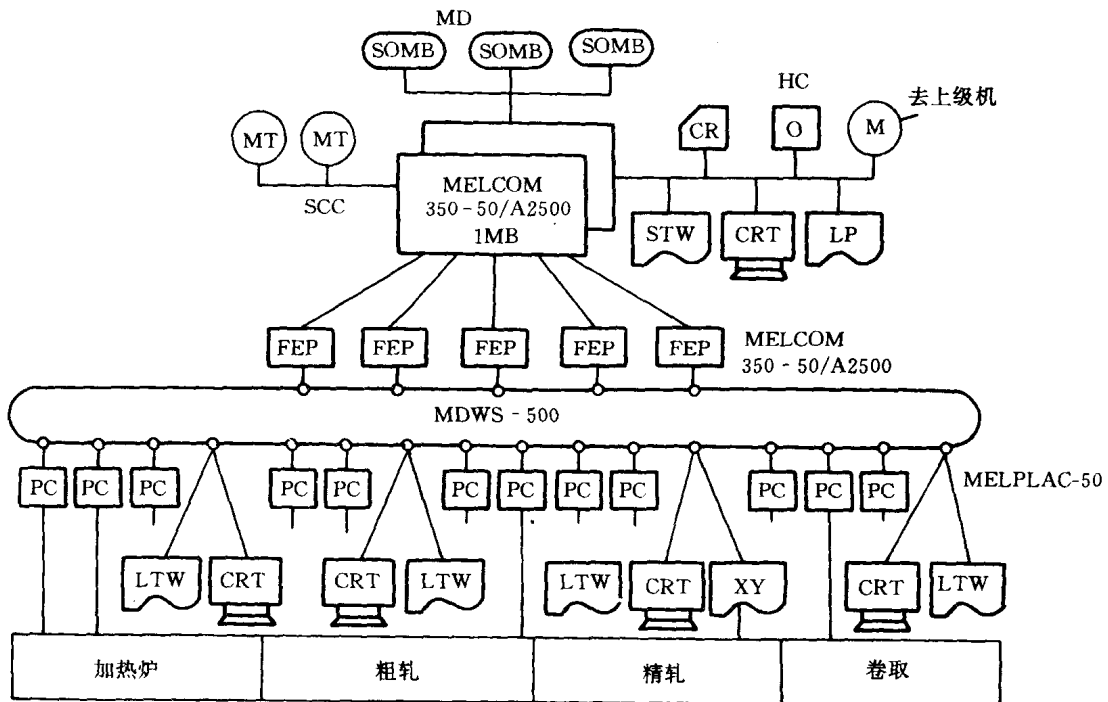 MD
SOMB SOMB SOMB
HC
去上级机
MT MT
CR O M
SCC
MELCOM
350-50/A2500
1MB
STW CRT LP
FEP FEP FEP FEP FEP
MELCOM
350-50/A2500
MDWS-500
PC PC PC PC PC PC PC PC PC PC PC PC
MELPLAC-50
LTW CRT CRT LTW LTW CRT XY CRT LTW
加热炉 粗轧 精轧 卷取